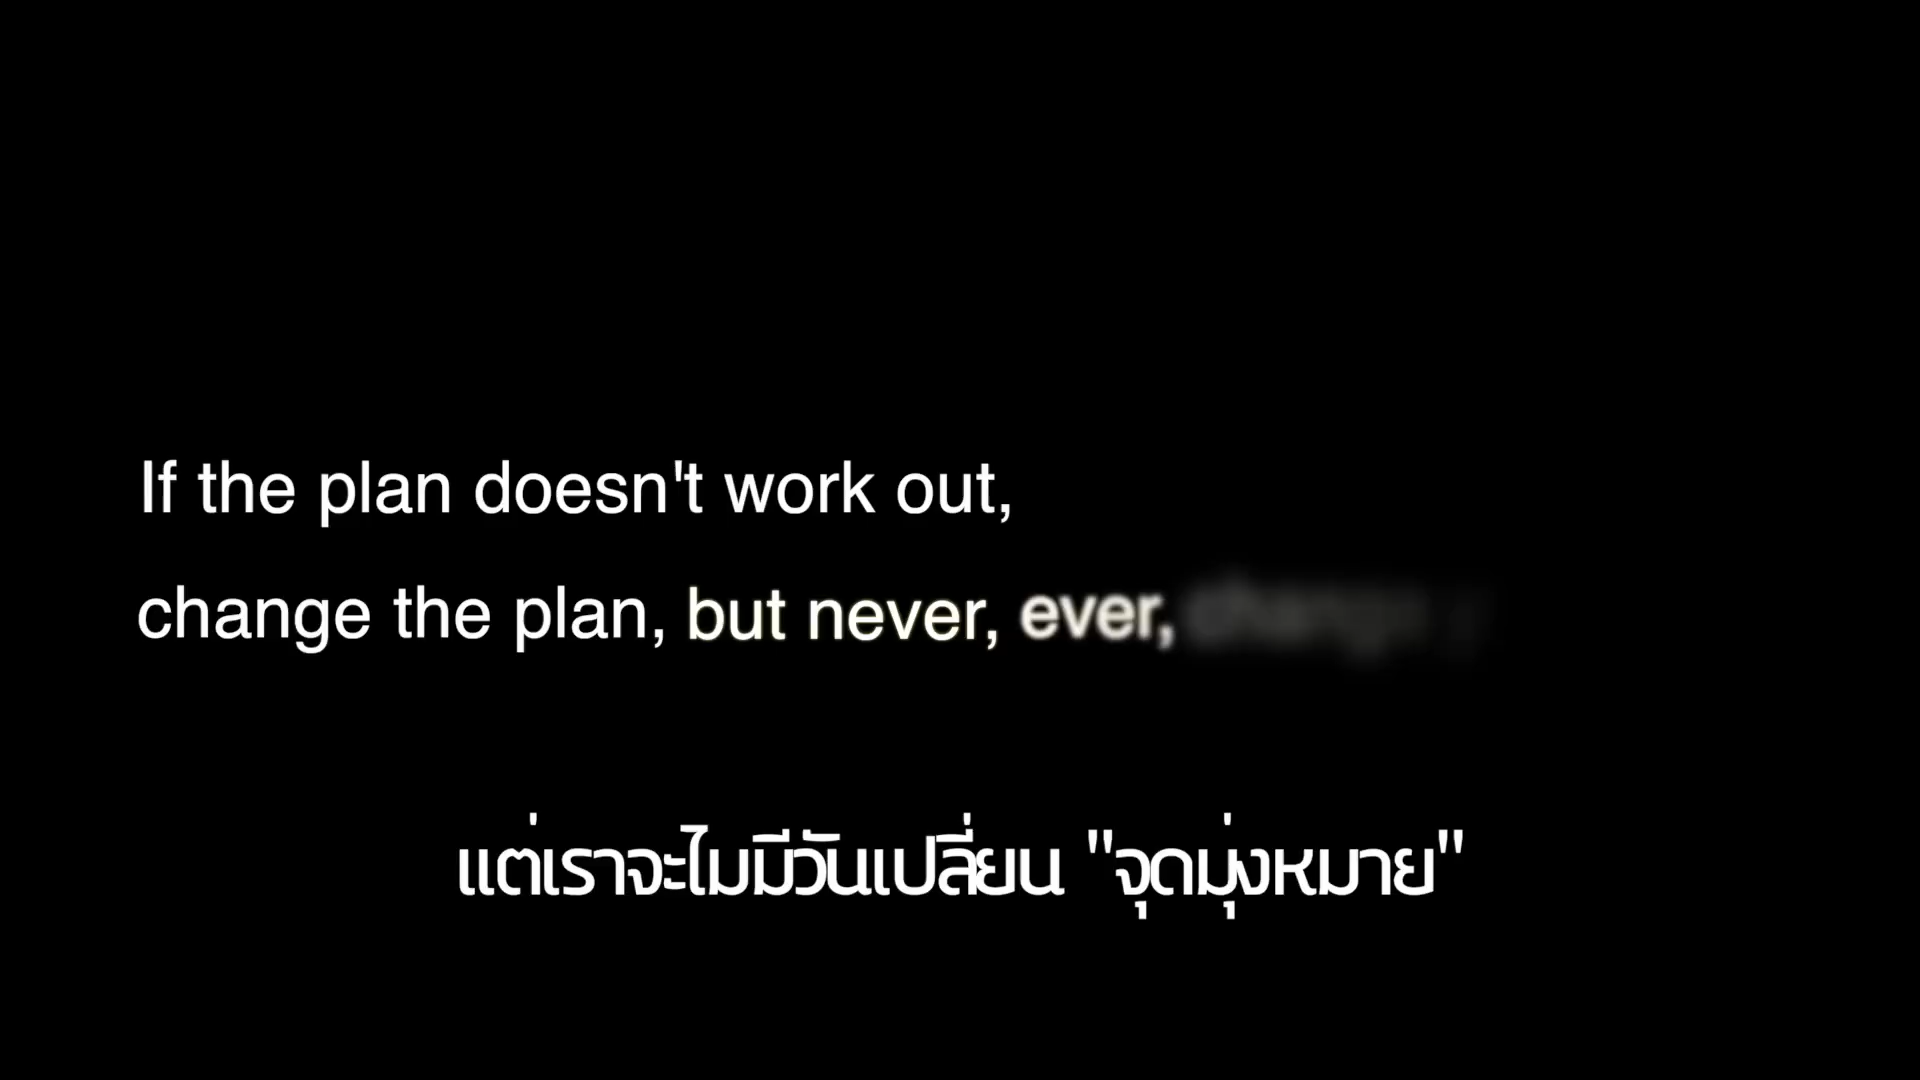 If the plan doesn't work out,
change the plan, but never, ever, change
แต่เราจะไม่มีวันเปลี่ยน "จุดมุ่งหมาย"